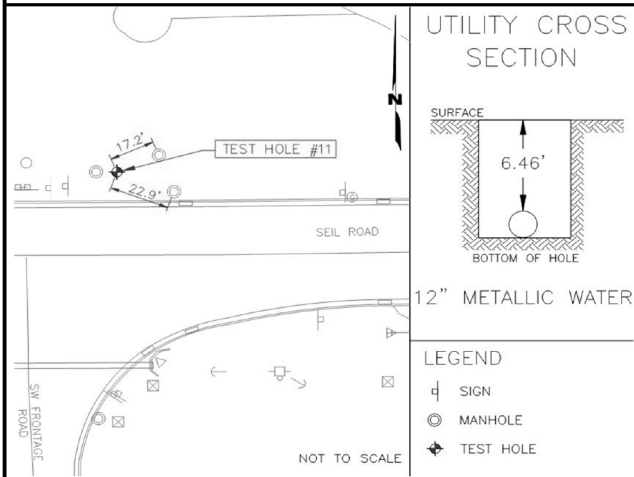 UTILITY CROSS
SECTION
N
17.2'
TEST HOLE #11
22.9'
SEIL ROAD
SW FRONTAGE
ROAD
NOT TO SCALE
SURFACE
6.46'
BOTTOM OF HOLE
12" METALLIC WATER
LEGEND
SIGN
MANHOLE
TEST HOLE